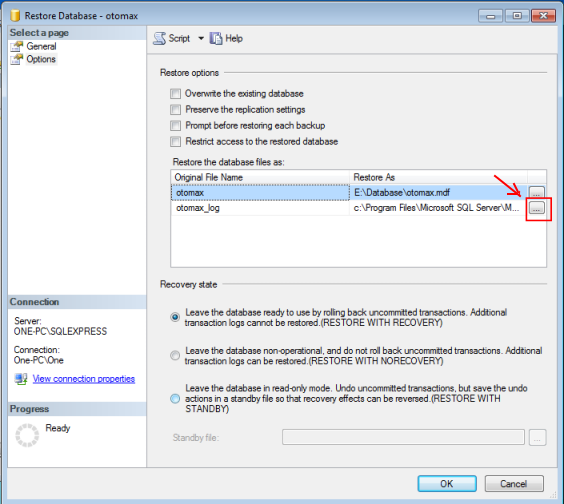 Restore Database - otomax
Select a page
General
Options
Script
Help
Restore options
Overwrite the existing database
Preserve the replication settings
Prompt before restoring each backup
Restrict access to the restored database
Restore the database files as:
Original File Name Restore As
otomax E:\Database\otomax.mdf ...
otomax_log c:\Program Files\Microsoft SQL Server\M... ...
Recovery state
Leave the database ready to use by rolling back uncommitted transactions. Additional
transaction logs cannot be restored.(RESTORE WITH RECOVERY)
Leave the database non-operational, and do not roll back uncommitted transactions. Additional
transaction logs can be restored.(RESTORE WITH NORECOVERY)
Leave the database in read-only mode. Undo uncommitted transactions, but save the undo
actions in a standby file so that recovery effects can be reversed.(RESTORE WITH
STANDBY)
Standby file: ...
Connection
Server:
ONE-PC\SQLEXPRESS
Connection:
One-PC\One
View connection properties
Progress
Ready
OK
Cancel